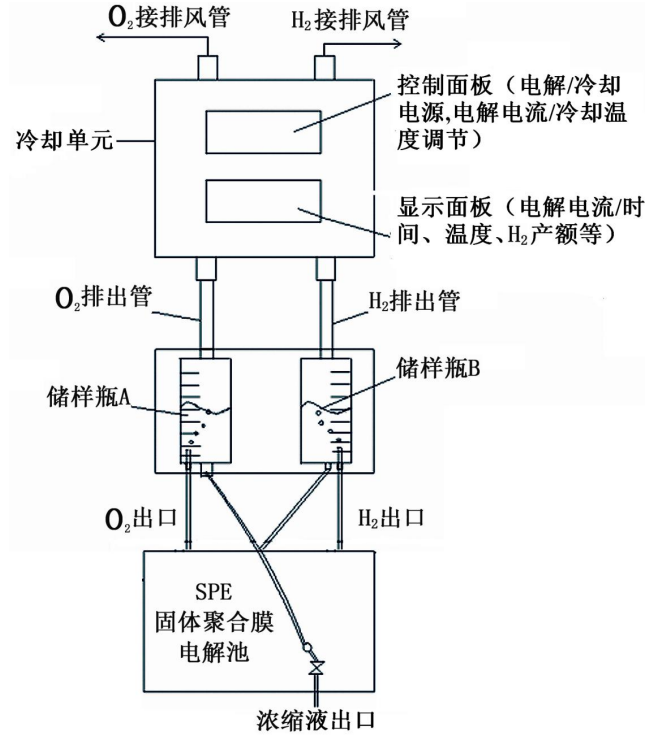 O₂接排风管
H₂接排风管
控制面板（电解/冷却
电源,电解电流/冷却温
度调节）
冷却单元
显示面板（电解电流/时
间、温度、H₂产额等）
O₂排出管
H₂排出管
储样瓶A
储样瓶B
O₂出口
H₂出口
SPE
固体聚合膜
电解池
浓缩液出口